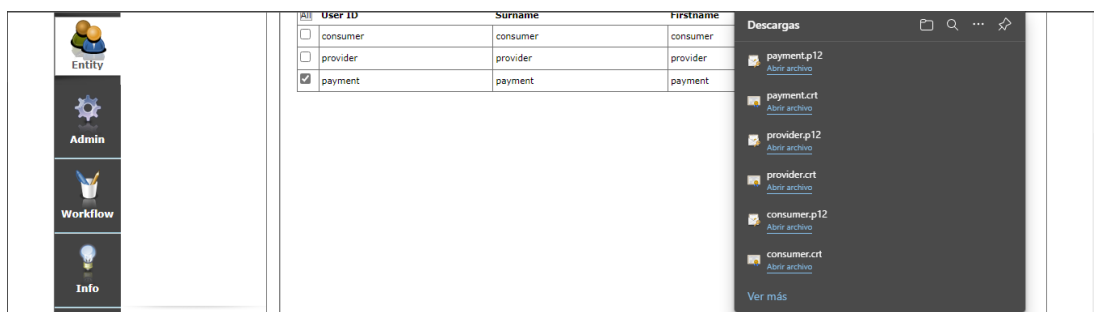 Entity
Admin
Workflow
Info
All User ID Surname Firstname
consumer consumer consumer
provider provider provider
payment payment payment
Descargas
payment.p12
Abrir archivo
payment.crt
Abrir archivo
provider.p12
Abrir archivo
provider.crt
Abrir archivo
consumer.p12
Abrir archivo
consumer.crt
Abrir archivo
Ver más